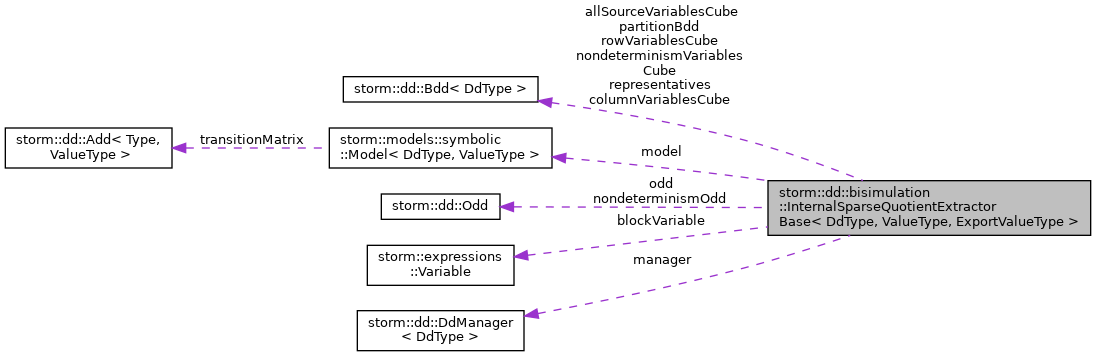 allSourceVariablesCube
partitionBdd
rowVariablesCube
nondeterminismVariables
Cube
representatives
columnVariablesCube
storm::dd::Bdd< DdType >
storm::dd::Add< Type,
ValueType >
transitionMatrix
storm::models::symbolic
::Model< DdType, ValueType >
model
storm::dd::Odd
odd
nondeterminismOdd
storm::dd::bisimulation
::InternalSparseQuotientExtractor
Base< DdType, ValueType, ExportValueType >
storm::expressions
::Variable
blockVariable
storm::dd::DdManager
< DdType >
manager